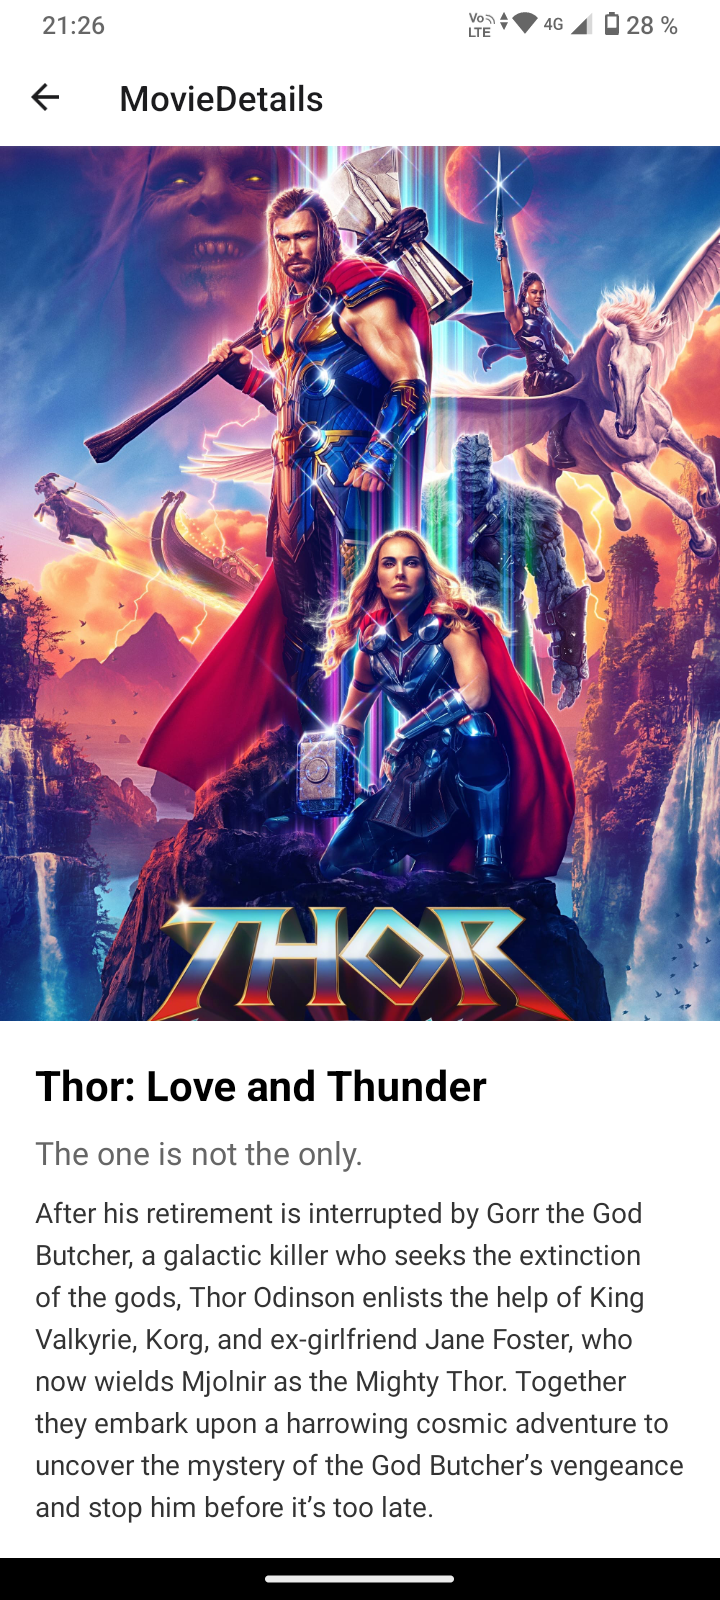 21:26
Vo LTE 4G 28 %
MovieDetails
THOR
Thor: Love and Thunder
The one is not the only.
After his retirement is interrupted by Gorr the God
Butcher, a galactic killer who seeks the extinction
of the gods, Thor Odinson enlists the help of King
Valkyrie, Korg, and ex-girlfriend Jane Foster, who
now wields Mjolnir as the Mighty Thor. Together
they embark upon a harrowing cosmic adventure to
uncover the mystery of the God Butcher’s vengeance
and stop him before it’s too late.